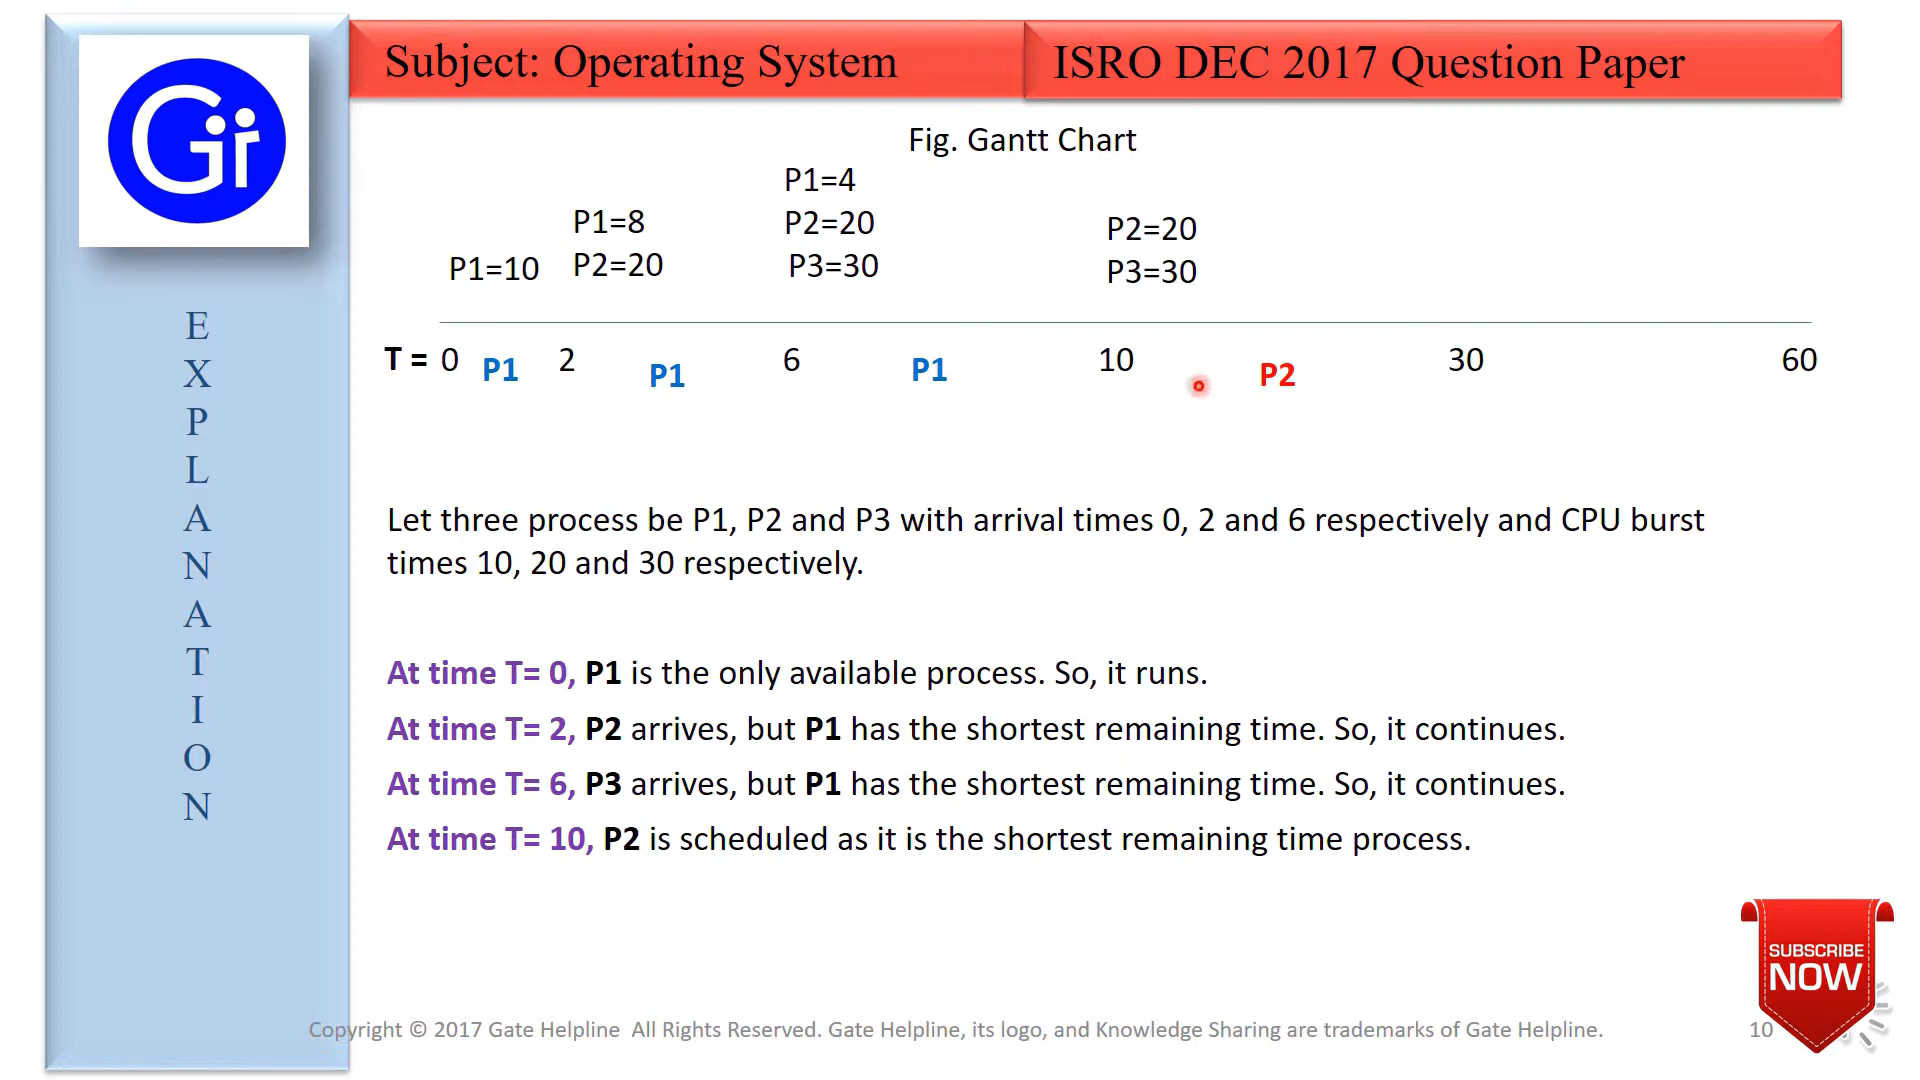 Gi
Subject: Operating System
ISRO DEC 2017 Question Paper
Fig. Gantt Chart
P1=10
P1=8
P2=20
P1=4
P2=20
P3=30
P2=20
P3=30
T = 0 P1 2 P1 6 P1 10 P2 30 60
EXPLANATION
Let three process be P1, P2 and P3 with arrival times 0, 2 and 6 respectively and CPU burst
times 10, 20 and 30 respectively.
At time T= 0, P1 is the only available process. So, it runs.
At time T= 2, P2 arrives, but P1 has the shortest remaining time. So, it continues.
At time T= 6, P3 arrives, but P1 has the shortest remaining time. So, it continues.
At time T= 10, P2 is scheduled as it is the shortest remaining time process.
SUBSCRIBE
NOW
Copyright © 2017 Gate Helpline All Rights Reserved. Gate Helpline, its logo, and Knowledge Sharing are trademarks of Gate Helpline.
10